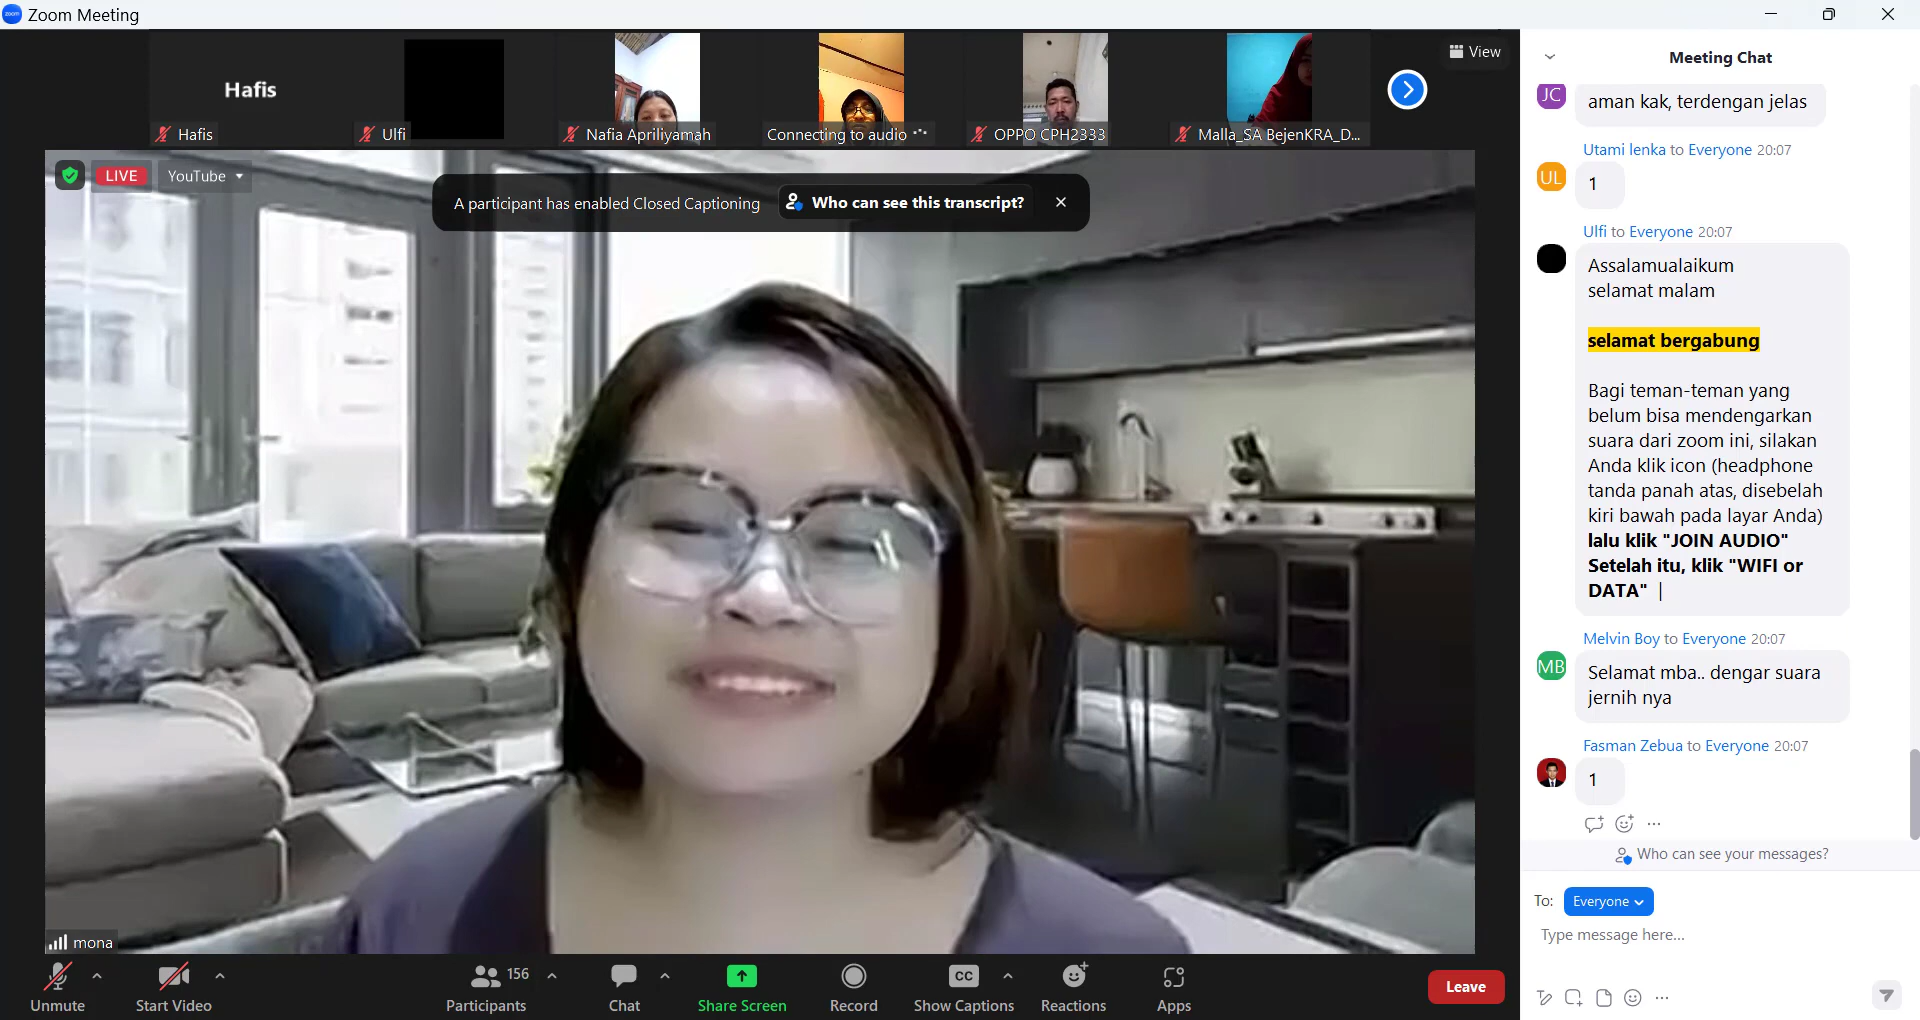 Zoom Meeting
Hafis
Hafis
Ulfi
Nafia Apriliyamah
Connecting to audio
OPPO CPH2333
Malla_SA BejenKRA_D...
View
LIVE
YouTube
A participant has enabled Closed Captioning
Who can see this transcript?
mona
Unmute
Start Video
156
Participants
Chat
Share Screen
Record
CC
Show Captions
Reactions
Apps
Leave
Meeting Chat
JC
aman kak, terdengan jelas
Utami lenka to Everyone 20:07
UL
1
Ulfi to Everyone 20:07
Assalamualaikum
selamat malam
selamat bergabung
Bagi teman-teman yang
belum bisa mendengarkan
suara dari zoom ini, silakan
Anda klik icon (headphone
tanda panah atas, disebelah
kiri bawah pada layar Anda)
lalu klik "JOIN AUDIO"
Setelah itu, klik "WIFI or
DATA" |
Melvin Boy to Everyone 20:07
MB
Selamat mba.. dengar suara
jernih nya
Fasman Zebua to Everyone 20:07
1
Who can see your messages?
To: Everyone
Type message here...